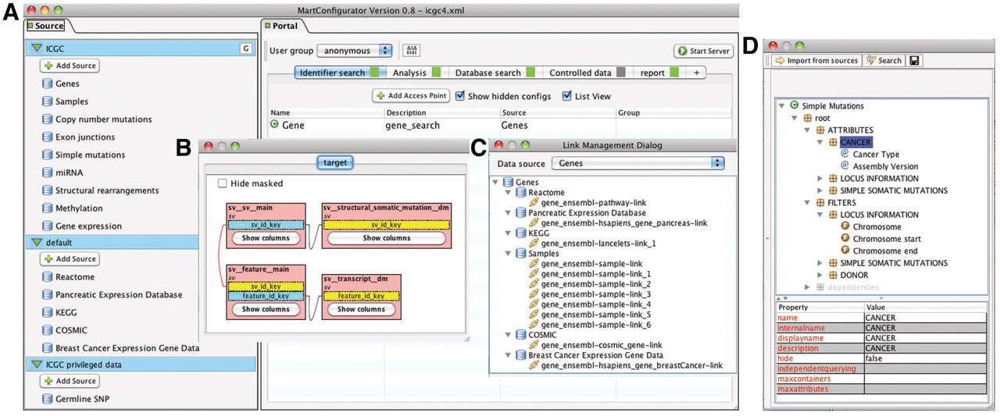 A
MartConfigurator Version 0.8 - icgc4.xml
Source
ICGC
G
Add Source
Genes
Samples
Copy number mutations
Exon junctions
Simple mutations
miRNA
Structural rearrangements
Methylation
Gene expression
default
Add Source
Reactome
Pancreatic Expression Database
KEGG
COSMIC
Breast Cancer Expression Gene Data
ICGC privileged data
Add Source
Germline SNP
Portal
User group anonymous
Start Server
Identifier search Analysis Database search Controlled data report +
Add Access Point Show hidden configs List View
Name Description Source Group
Gene gene_search Genes
B
target
Hide masked
sv__sv__main
sv
sv_id_key
Show columns
sv__structural_somatic_mutation__dm
sv
sv_id_key
Show columns
sv__feature__main
sv
sv_id_key
feature_id_key
Show columns
sv__transcript__dm
sv
feature_id_key
Show columns
C
Link Management Dialog
Data source Genes
Genes
Reactome
gene_ensembl-pathway-link
Pancreatic Expression Database
gene_ensembl-hsapiens_gene_pancreas-link
KEGG
gene_ensembl-lancelets-link_1
Samples
gene_ensembl-sample-link
gene_ensembl-sample-link_1
gene_ensembl-sample-link_2
gene_ensembl-sample-link_3
gene_ensembl-sample-link_4
gene_ensembl-sample-link_5
gene_ensembl-sample-link_6
COSMIC
gene_ensembl-cosmic_gene-link
Breast Cancer Expression Gene Data
gene_ensembl-hsapiens_gene_breastCancer-link
D
Import from sources Search
Simple Mutations
root
ATTRIBUTES
CANCER
Cancer Type
Assembly Version
LOCUS INFORMATION
SIMPLE SOMATIC MUTATIONS
FILTERS
LOCUS INFORMATION
Chromosome
Chromosome start
Chromosome end
SIMPLE SOMATIC MUTATIONS
DONOR
dependencies
Property Value
name CANCER
internalname CANCER
displayname CANCER
description CANCER
hide false
independentquerying
maxcontainers
maxattributes